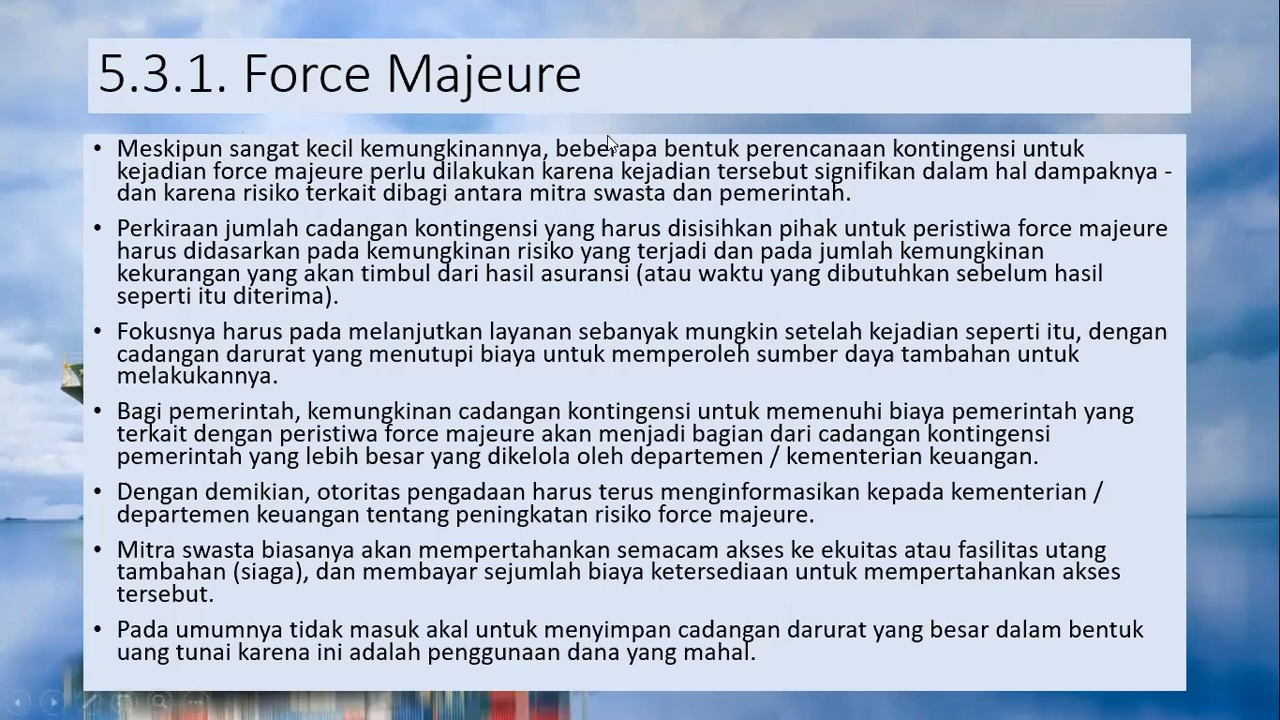 5.3.1. Force Majeure
• Meskipun sangat kecil kemungkinannya, beberapa bentuk perencanaan kontingensi untuk
kejadian force majeure perlu dilakukan karena kejadian tersebut signifikan dalam hal dampaknya -
dan karena risiko terkait dibagi antara mitra swasta dan pemerintah.
• Perkiraan jumlah cadangan kontingensi yang harus disisihkan pihak untuk peristiwa force majeure
harus didasarkan pada kemungkinan risiko yang terjadi dan pada jumlah kemungkinan
kekurangan yang akan timbul dari hasil asuransi (atau waktu yang dibutuhkan sebelum hasil
seperti itu diterima).
• Fokusnya harus pada melanjutkan layanan sebanyak mungkin setelah kejadian seperti itu, dengan
cadangan darurat yang menutupi biaya untuk memperoleh sumber daya tambahan untuk
melakukannya.
• Bagi pemerintah, kemungkinan cadangan kontingensi untuk memenuhi biaya pemerintah yang
terkait dengan peristiwa force majeure akan menjadi bagian dari cadangan kontingensi
pemerintah yang lebih besar yang dikelola oleh departemen / kementerian keuangan.
• Dengan demikian, otoritas pengadaan harus terus menginformasikan kepada kementerian /
departemen keuangan tentang peningkatan risiko force majeure.
• Mitra swasta biasanya akan mempertahankan semacam akses ke ekuitas atau fasilitas utang
tambahan (siaga), dan membayar sejumlah biaya ketersediaan untuk mempertahankan akses
tersebut.
• Pada umumnya tidak masuk akal untuk menyimpan cadangan darurat yang besar dalam bentuk
uang tunai karena ini adalah penggunaan dana yang mahal.